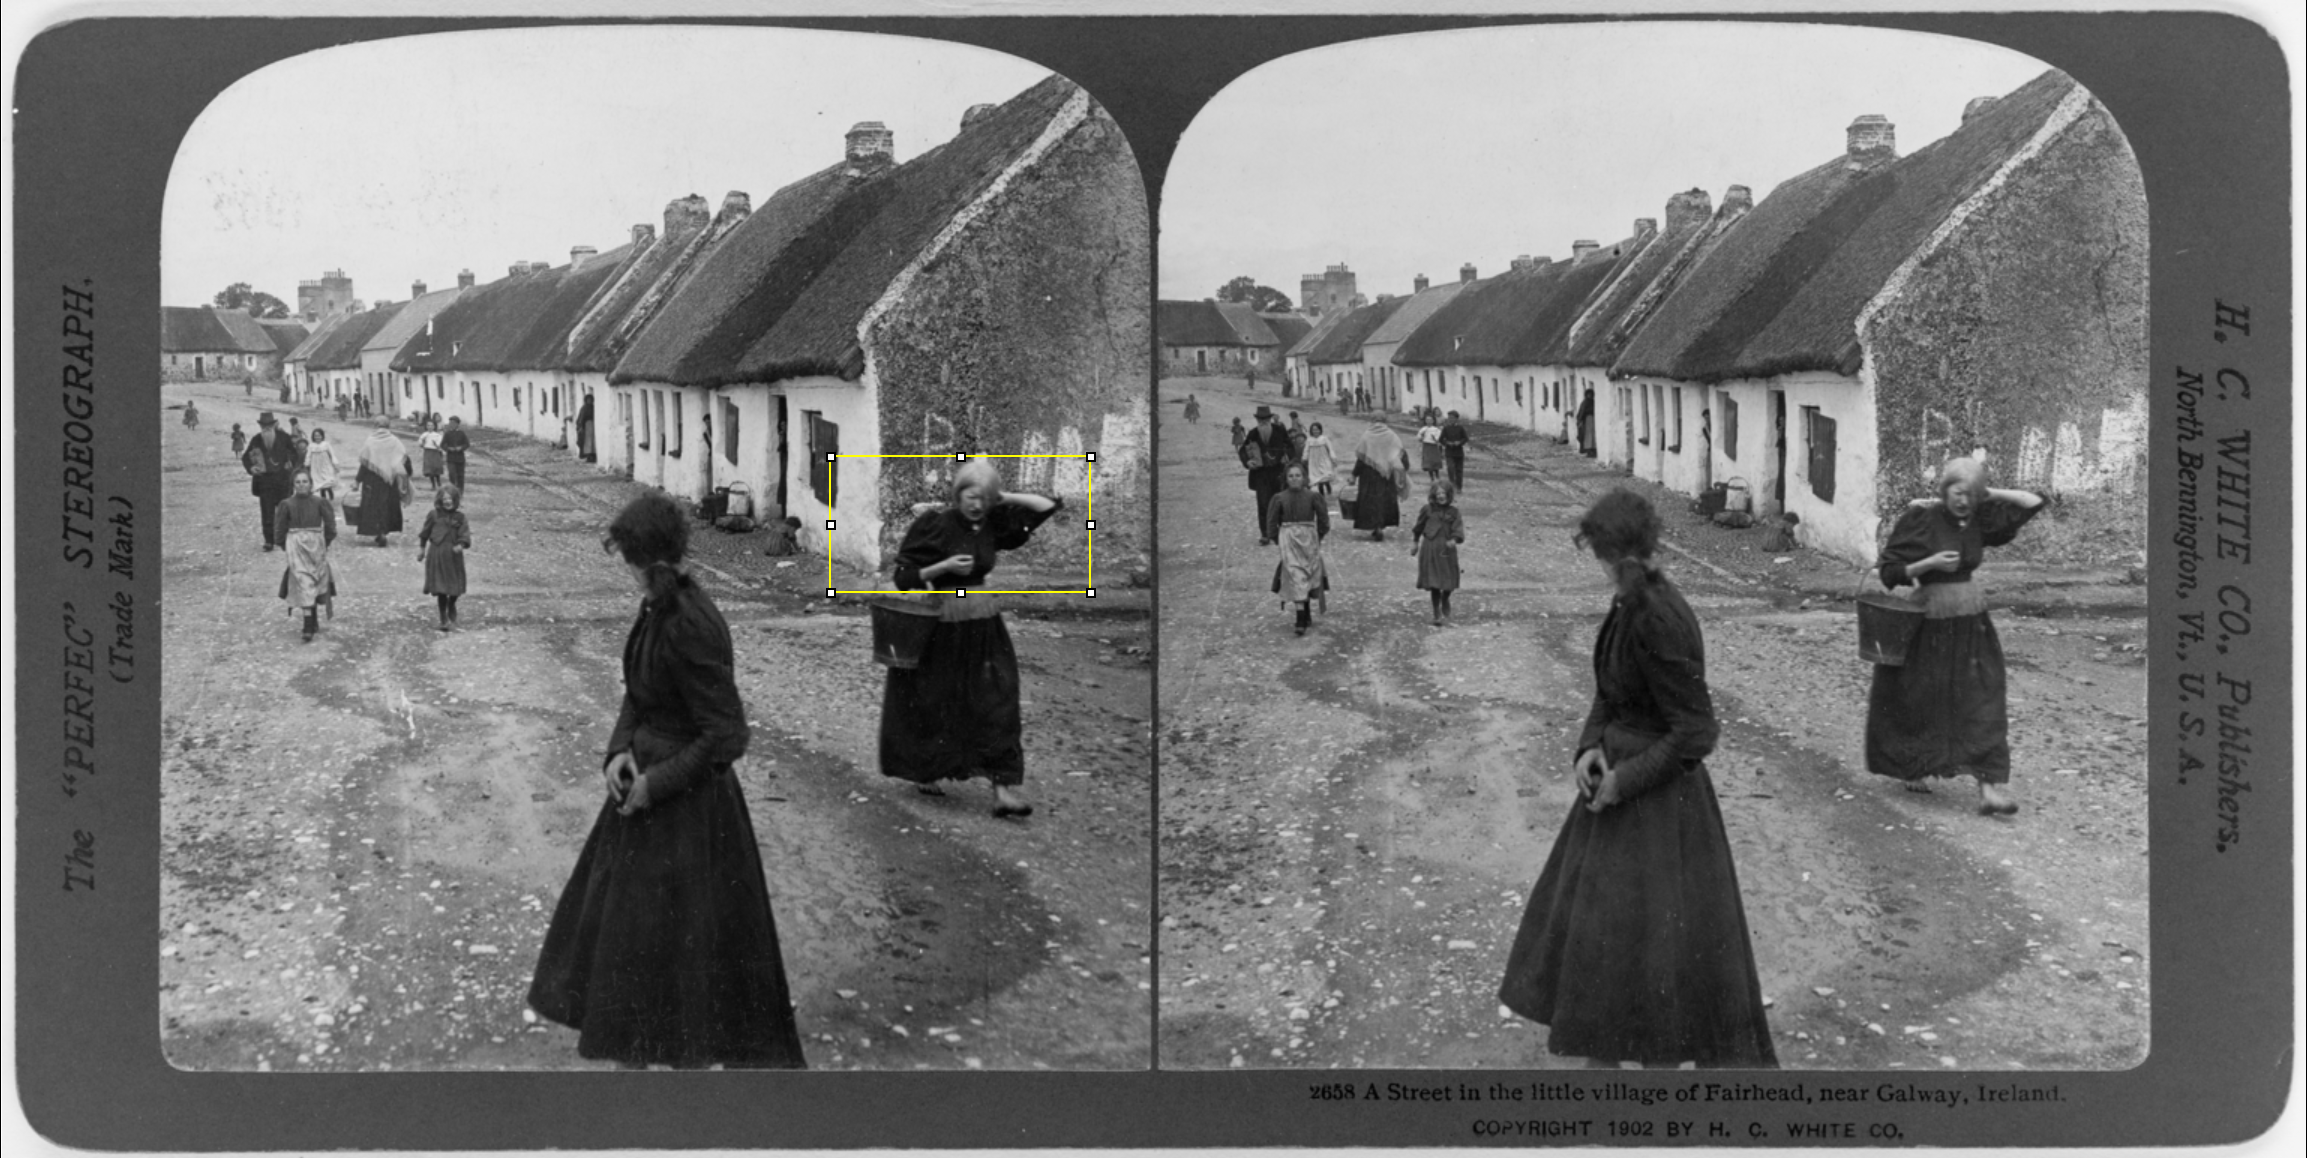 The "PERFEC" STEREOGRAPH.
(Trade Mark)
H. C. WHITE CO., Publishers.
North Bennington, Vt., U. S. A.
2658 A Street in the little village of Fairhead, near Galway, Ireland.
COPYRIGHT 1902 BY H. C. WHITE CO.